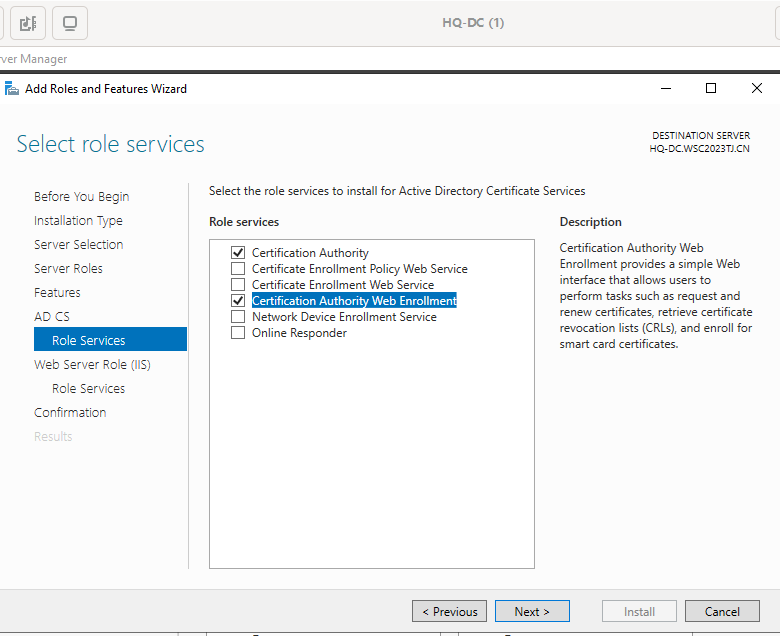 HQ-DC (1)
ver Manager
Add Roles and Features Wizard
Select role services
DESTINATION SERVER
HQ-DC.WSC2023TJ.CN
Before You Begin
Installation Type
Server Selection
Server Roles
Features
AD CS
Role Services
Web Server Role (IIS)
Role Services
Confirmation
Results
Select the role services to install for Active Directory Certificate Services
Role services
Certification Authority
Certificate Enrollment Policy Web Service
Certificate Enrollment Web Service
Certification Authority Web Enrollment
Network Device Enrollment Service
Online Responder
Description
Certification Authority Web
Enrollment provides a simple Web
interface that allows users to
perform tasks such as request and
renew certificates, retrieve certificate
revocation lists (CRLs), and enroll for
smart card certificates.
< Previous
Next >
Install
Cancel